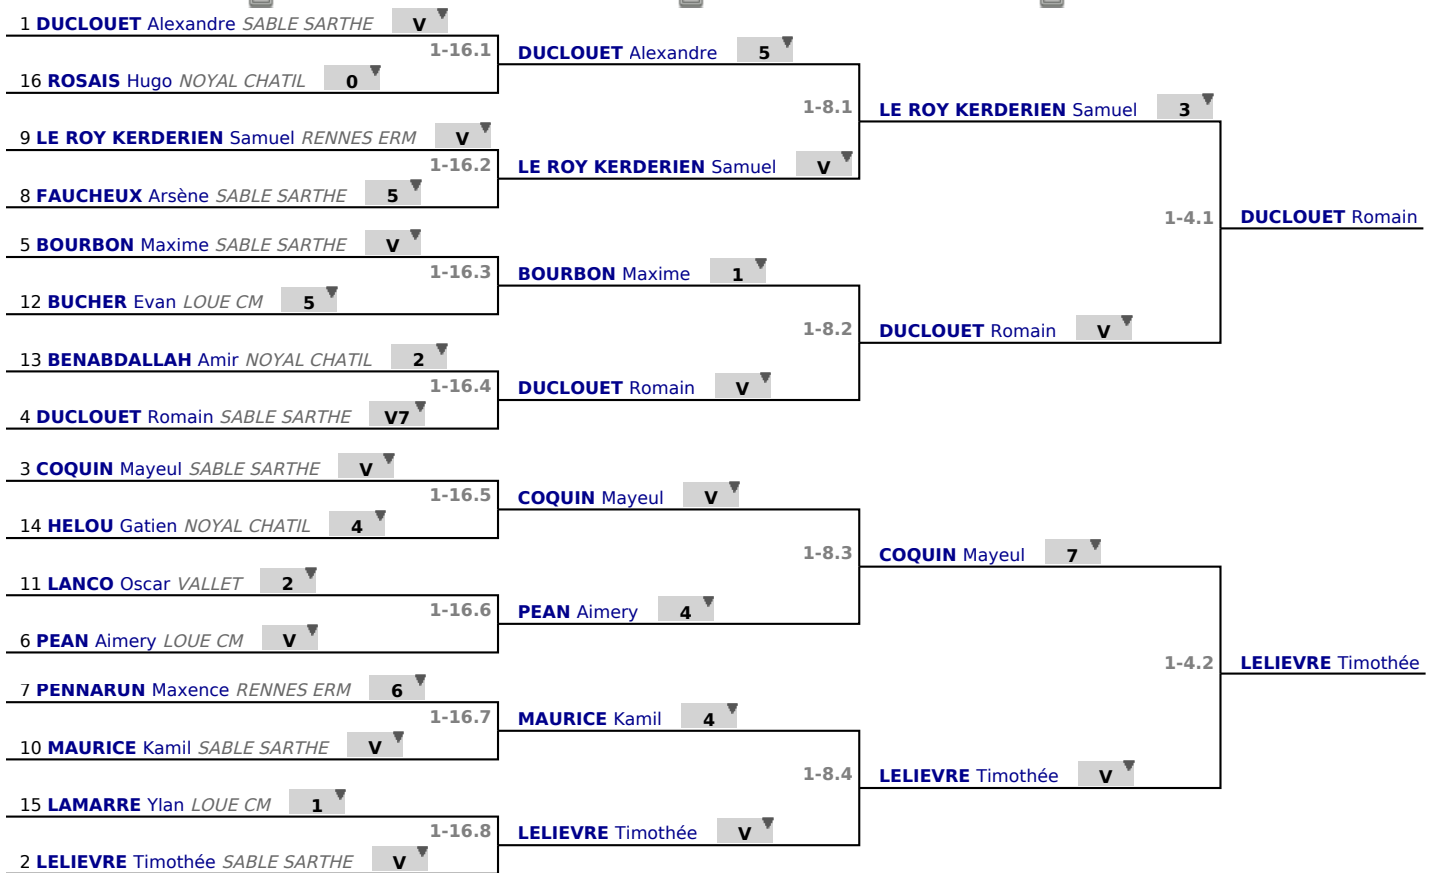 1 DUCLOUET Alexandre SABLE SARTHE V
1-16.1
16 ROSAIS Hugo NOYAL CHATIL 0
9 LE ROY KERDERIEN Samuel RENNES ERM V
1-16.2
8 FAUCHEUX Arsène SABLE SARTHE 5
5 BOURBON Maxime SABLE SARTHE V
1-16.3
12 BUCHER Evan LOUE CM 5
13 BENABDALLAH Amir NOYAL CHATIL 2
1-16.4
4 DUCLOUET Romain SABLE SARTHE V7
3 COQUIN Mayeul SABLE SARTHE V
1-16.5
14 HELOU Gatien NOYAL CHATIL 4
11 LANCO Oscar VALLET 2
1-16.6
6 PEAN Aimery LOUE CM V
7 PENNARUN Maxence RENNES ERM 6
1-16.7
10 MAURICE Kamil SABLE SARTHE V
15 LAMARRE Ylan LOUE CM 1
1-16.8
2 LELIEVRE Timothée SABLE SARTHE V
DUCLOUET Alexandre 5
1-8.1
LE ROY KERDERIEN Samuel V
BOURBON Maxime 1
1-8.2
DUCLOUET Romain V
COQUIN Mayeul V
1-8.3
PEAN Aimery 4
MAURICE Kamil 4
1-8.4
LELIEVRE Timothée V
LE ROY KERDERIEN Samuel 3
1-4.1
DUCLOUET Romain V
COQUIN Mayeul 7
1-4.2
LELIEVRE Timothée V
DUCLOUET Romain
LELIEVRE Timothée